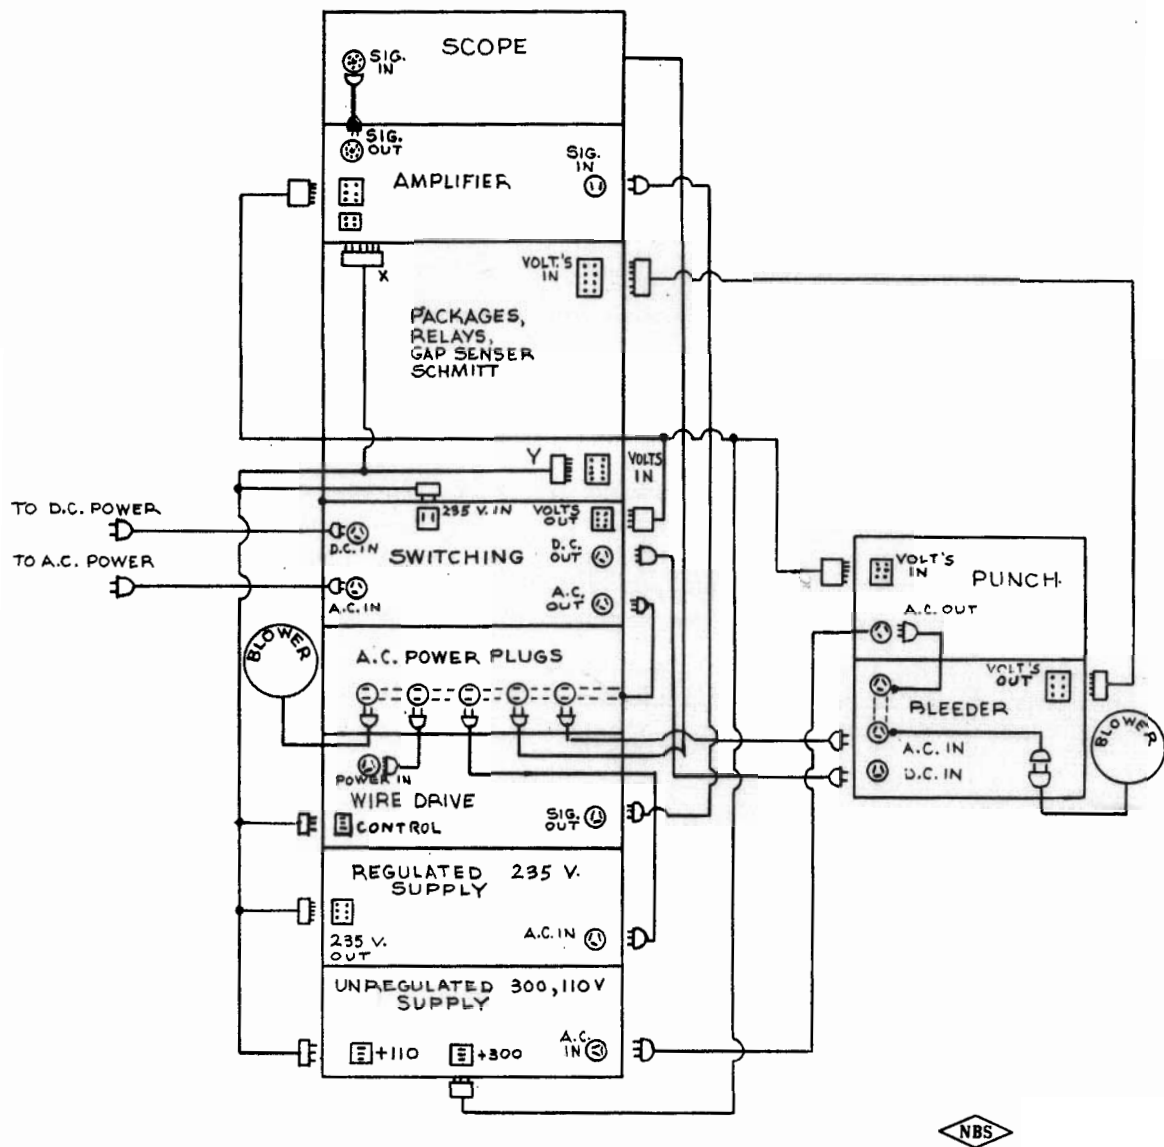 SCOPE
SIG.
IN
SIG.
OUT
AMPLIFIER
SIG.
IN
X
VOLT.'S
IN
PACKAGES,
RELAYS,
GAP SENSER
SCHMITT
Y
VOLTS
IN
TO D.C. POWER
TO A.C. POWER
235 V. IN
VOLTS
OUT
D.C. IN
SWITCHING
D.C.
OUT
A.C. IN
A.C.
OUT
BLOWER
A.C. POWER PLUGS
POWER IN
WIRE DRIVE
CONTROL
SIG.
OUT
REGULATED 235 V.
SUPPLY
235 V.
OUT
A.C. IN
UNREGULATED 300,110V
SUPPLY
+110
+300
A.C.
IN
VOLT'S
IN
PUNCH
A.C. OUT
VOLT'S
OUT
BLEEDER
A.C. IN
D.C. IN
BLOWER
NBS